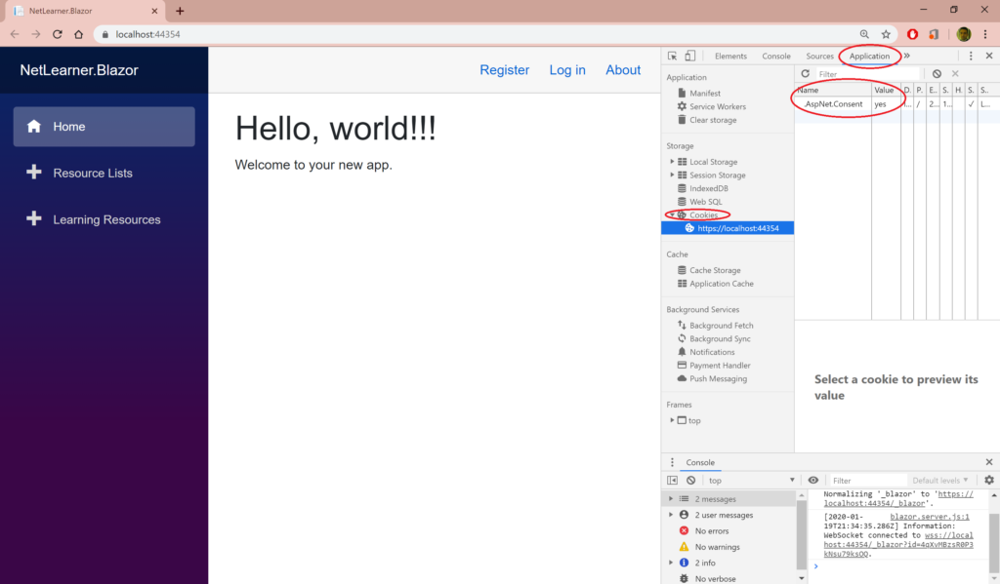 NetLearner.Blazor
localhost:44354
NetLearner.Blazor
Home
Resource Lists
Learning Resources
Register Log in About
Hello, world!!!
Welcome to your new app.
Elements Console Sources Application »
Application
Manifest
Service Workers
Clear storage
Storage
Local Storage
Session Storage
IndexedDB
Web SQL
Cookies
https://localhost:44354
Cache
Cache Storage
Application Cache
Background Services
Background Fetch
Background Sync
Notifications
Payment Handler
Push Messaging
Frames
top
Filter
Name Value D. P. E.. S. H. S. S..
.AspNet.Consent yes l... / 2... 1... ✓ L...
Select a cookie to preview its
value
Console
top Filter Default levels
2 messages
2 user messages
No errors
No warnings
2 info
No verbose
Normalizing '_blazor' to 'https://
localhost:44354/_blazor'.
[2020-01- blazor.server.js:1
19T21:34:35.286Z] Information:
WebSocket connected to wss://local
host:44354/_blazor?id=4qXvMBzsR0P3
kNsu79ksOQ.